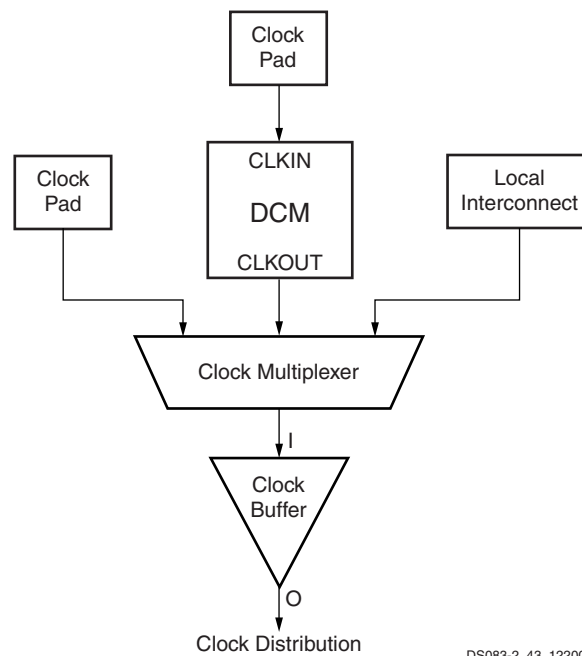 Clock
Pad
Clock
Pad
CLKIN
DCM
CLKOUT
Local
Interconnect
Clock Multiplexer
I
Clock
Buffer
O
Clock Distribution